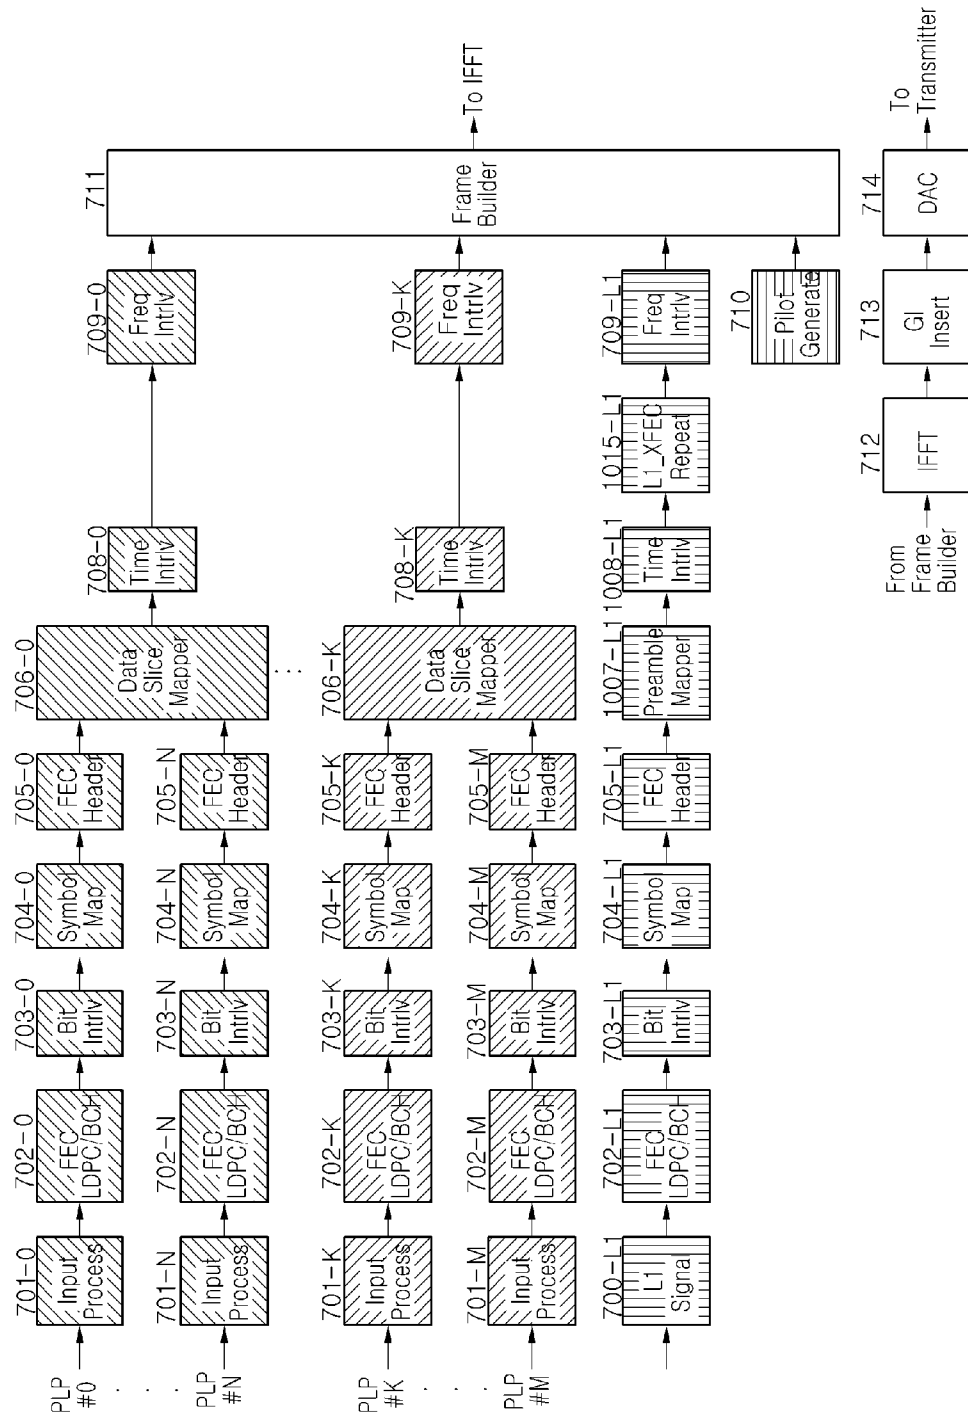 PLP
#0
701-0
Input
Process
702-0
FEC
LDPC/BCH
703-0
Bit
Intrlv
704-0
Symbol
Map
705-0
FEC
Header
706-0
Data
Slice
Mapper
708-0
Time
Intrlv
709-0
Freq
Intrlv
711
Frame
Builder
To IFFT
PLP
#N
701-N
Input
Process
702-N
FEC
LDPC/BCH
703-N
Bit
Intrlv
704-N
Symbol
Map
705-N
FEC
Header
PLP
#K
701-K
Input
Process
702-K
FEC
LDPC/BCH
703-K
Bit
Intrlv
704-K
Symbol
Map
705-K
FEC
Header
706-K
Data
Slice
Mapper
708-K
Time
Intrlv
709-K
Freq
Intrlv
PLP
#M
701-M
Input
Process
702-M
FEC
LDPC/BCH
703-M
Bit
Intrlv
704-M
Symbol
Map
705-M
FEC
Header
700-L1
L1
Signal
702-L1
FEC
LDPC/BCH
703-L1
Bit
Intrlv
704-L1
Symbol
Map
705-L1
FEC
Header
1007-L1
Preamble
Mapper
1008-L1
Time
Intrlv
1015-L1
L1_XFEC
Repeat
709-L1
Freq
Intrlv
710
Pilot
Generate
From
Frame
Builder
712
IFFT
713
GI
Insert
714
DAC
To
Transmitter